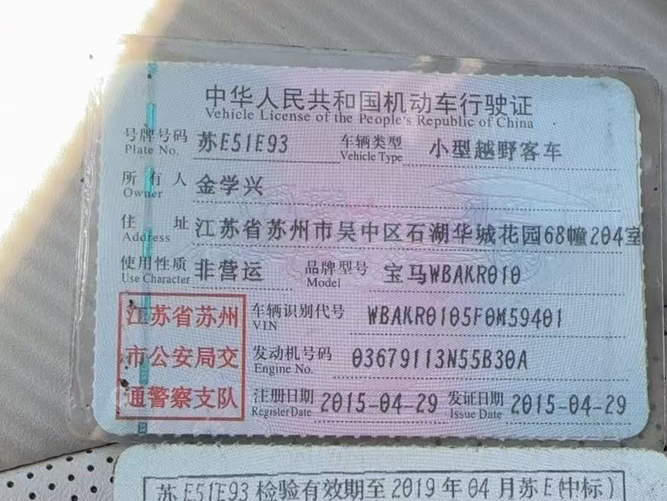 中华人民共和国机动车行驶证
Vehicle License of the People's Republic of China
号牌号码 苏E51E93 车辆类型 小型越野客车
Plate No. Vehicle Type
所有人 金学兴
Owner
住址 江苏省苏州市吴中区石湖华城花园68幢204室
Address
使用性质 非营运 品牌型号 宝马WBAKR010
Use Character Model
江苏省苏州 车辆识别代号 WBAKR0105F0M59401
VIN
市公安局交 发动机号码 03679113N55B30A
Engine No.
通警察支队 注册日期 2015-04-29 发证日期 2015-04-29
Register Date Issue Date
苏E51E93 检验有效期至 2019年04月苏E(中标)